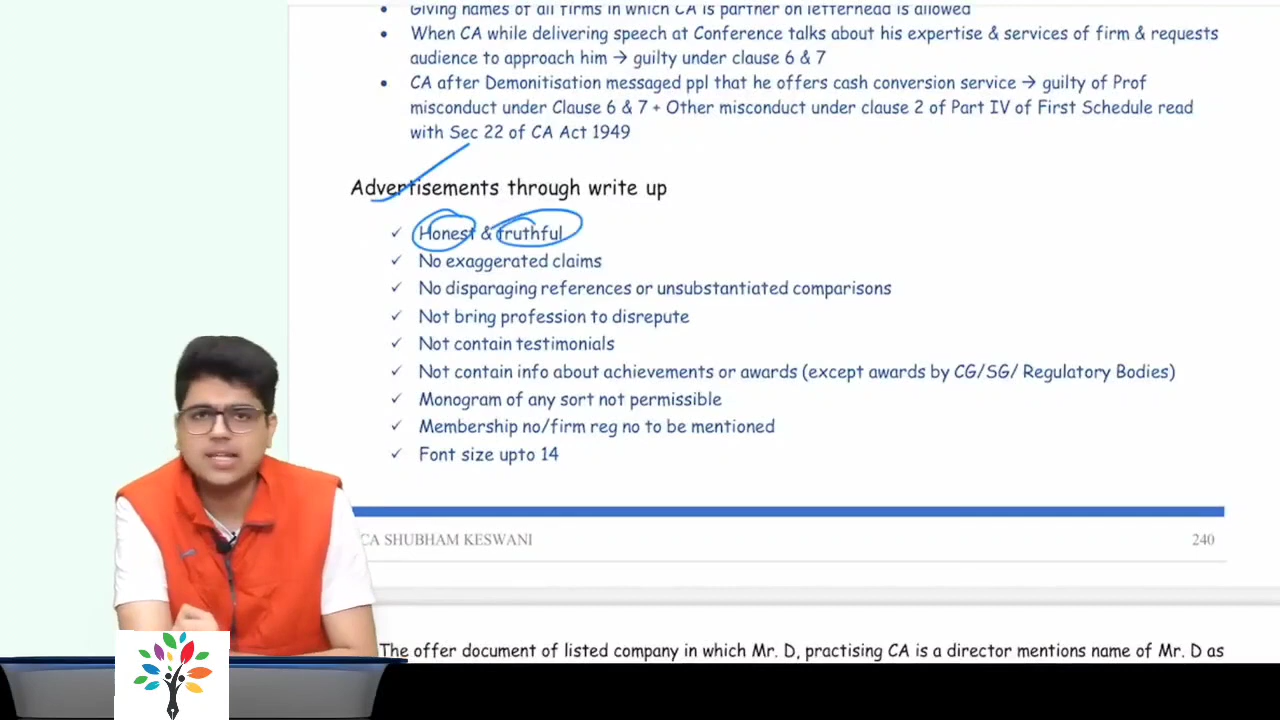 • Giving names of all firms in which CA is partner on letterhead is allowed
• When CA while delivering speech at Conference talks about his expertise & services of firm & requests
audience to approach him → guilty under clause 6 & 7
• CA after Demonitisation messaged ppl that he offers cash conversion service → guilty of Prof
misconduct under Clause 6 & 7 + Other misconduct under clause 2 of Part IV of First Schedule read
with Sec 22 of CA Act 1949
Advertisements through write up
✓ Honest & truthful
✓ No exaggerated claims
✓ No disparaging references or unsubstantiated comparisons
✓ Not bring profession to disrepute
✓ Not contain testimonials
✓ Not contain info about achievements or awards (except awards by CG/SG/ Regulatory Bodies)
✓ Monogram of any sort not permissible
✓ Membership no/firm reg no to be mentioned
✓ Font size upto 14
CA SHUBHAM KESWANI 240
The offer document of listed company in which Mr. D, practising CA is a director mentions name of Mr. D as